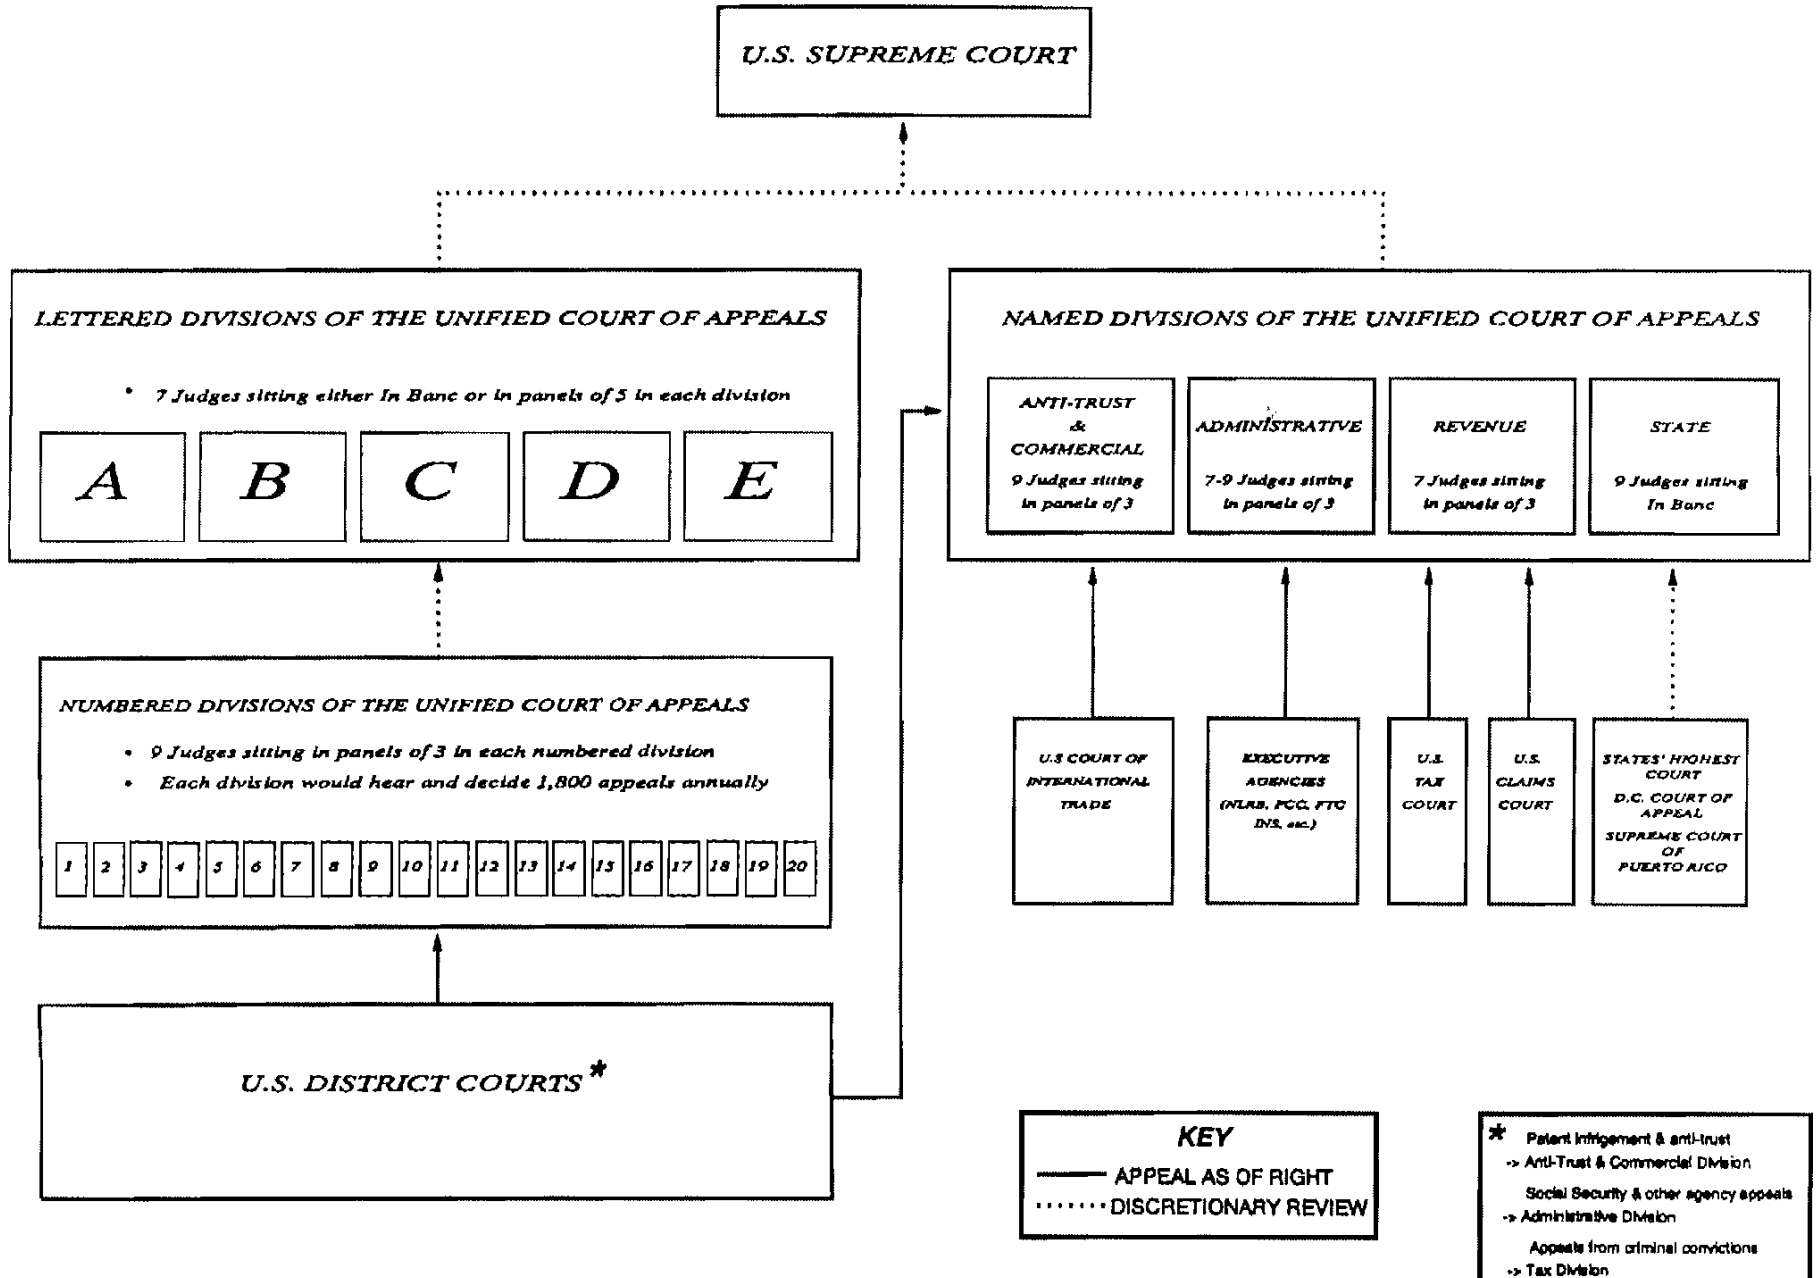 U.S. SUPREME COURT
LETTERED DIVISIONS OF THE UNIFIED COURT OF APPEALS
• 7 Judges sitting either In Banc or in panels of 5 in each division
A B C D E
NAMED DIVISIONS OF THE UNIFIED COURT OF APPEALS
ANTI-TRUST
&
COMMERCIAL
9 Judges sitting
in panels of 3
ADMINISTRATIVE
7-9 Judges sitting
in panels of 3
REVENUE
7 Judges sitting
in panels of 3
STATE
9 Judges sitting
In Banc
NUMBERED DIVISIONS OF THE UNIFIED COURT OF APPEALS
• 9 Judges sitting in panels of 3 in each numbered division
• Each division would hear and decide 1,800 appeals annually
1 2 3 4 5 6 7 8 9 10 11 12 13 14 15 16 17 18 19 20
U.S COURT OF
INTERNATIONAL
TRADE
EXECUTIVE
AGENCIES
(NLRB, FCC, FTC
INS, etc.)
U.S.
TAX
COURT
U.S.
CLAIMS
COURT
STATES' HIGHEST
COURT
D.C. COURT OF
APPEAL
SUPREME COURT
OF
PUERTO RICO
U.S. DISTRICT COURTS *
KEY
APPEAL AS OF RIGHT
DISCRETIONARY REVIEW
* Patent Infrigement & anti-trust
-> Anti-Trust & Commercial Division
Social Security & other agency appeals
-> Administrative Division
Appeals from criminal convictions
-> Tax Division